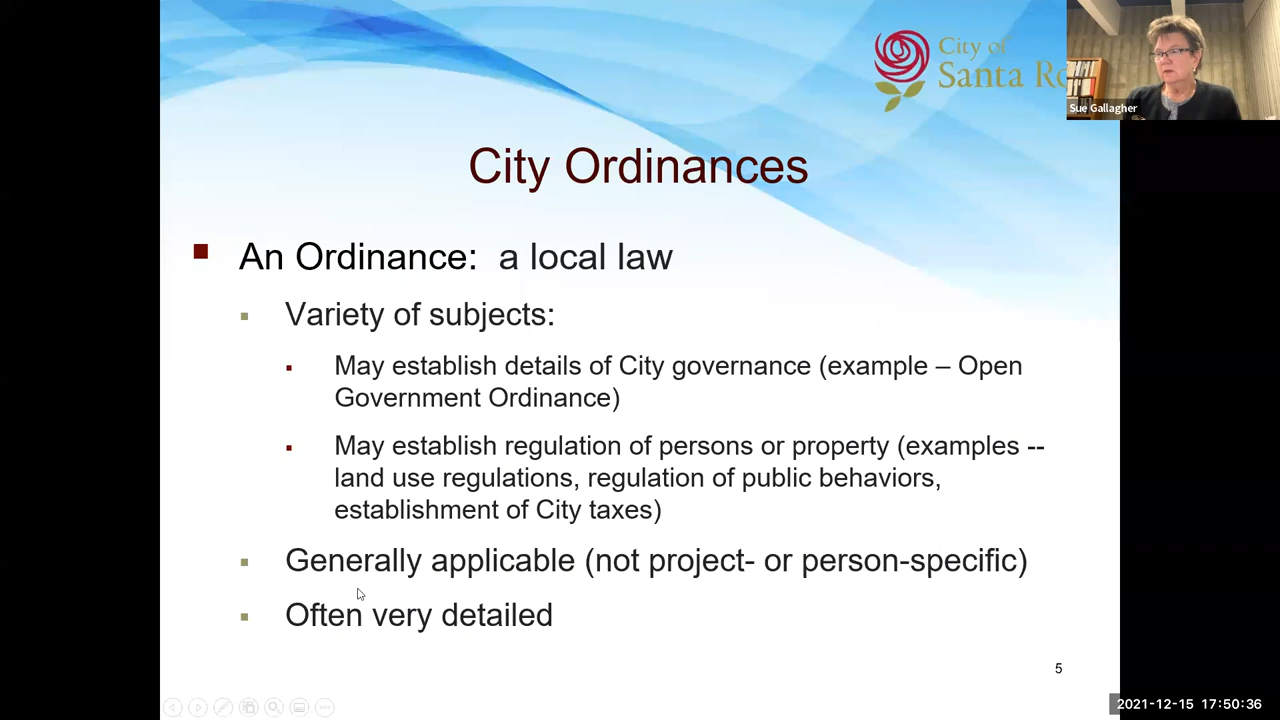 City of
Santa Ro
Sue Gallagher
City Ordinances
An Ordinance: a local law
Variety of subjects:
May establish details of City governance (example – Open
Government Ordinance)
May establish regulation of persons or property (examples --
land use regulations, regulation of public behaviors,
establishment of City taxes)
Generally applicable (not project- or person-specific)
Often very detailed
5
2021-12-15 17:50:36